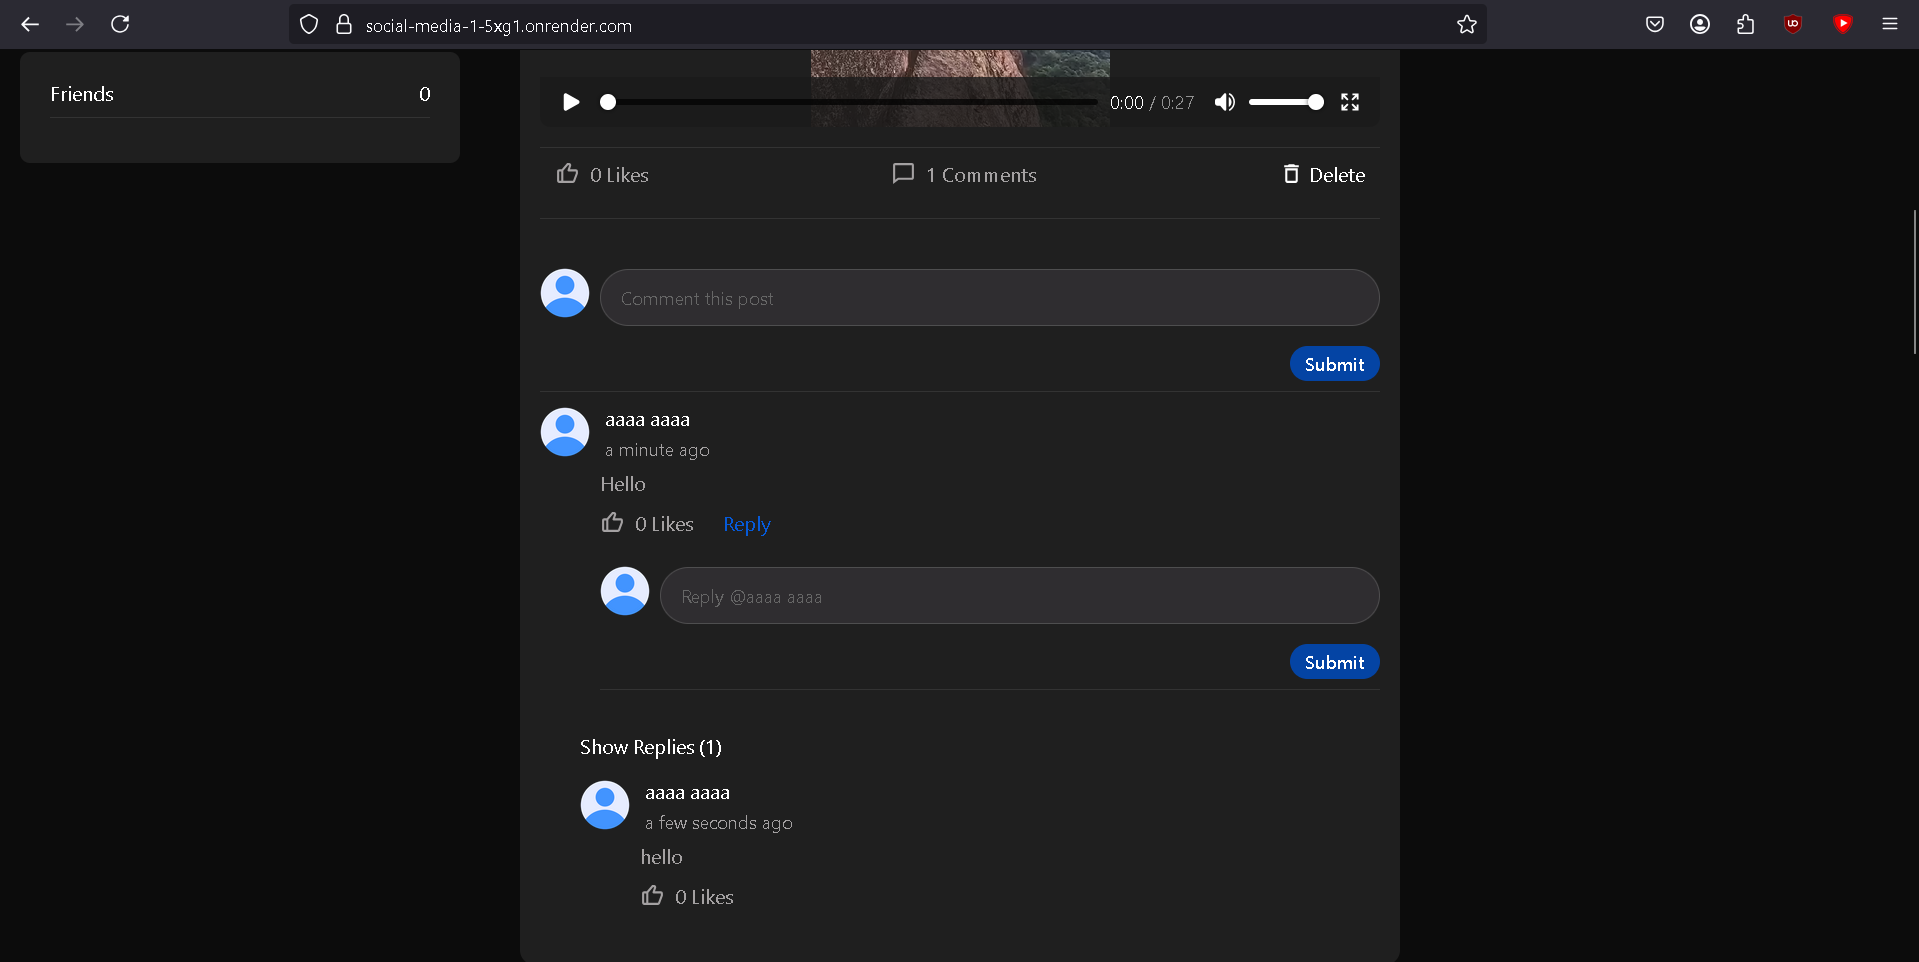 social-media-1-5xg1.onrender.com
Friends 0
0:00 / 0:27
0 Likes 1 Comments Delete
Comment this post
Submit
aaaa aaaa
a minute ago
Hello
0 Likes Reply
Reply @aaaa aaaa
Submit
Show Replies (1)
aaaa aaaa
a few seconds ago
hello
0 Likes